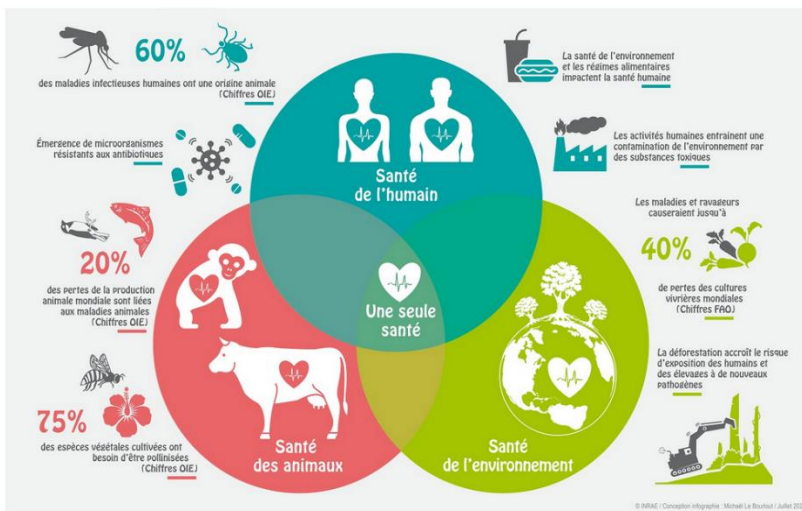 60%
des maladies infectieuses humaines ont une origine animale
(Chiffres OIE)
Émergence de microorganismes
résistants aux antibiotiques
20%
des pertes de la production
animale mondiale sont liées
aux maladies animales
(Chiffres OIE)
75%
des espèces végétales cultivées ont
besoin d'être pollinisées
(Chiffres OIE)
Santé
de l'humain
Une seule
santé
Santé
des animaux
Santé
de l'environnement
La santé de l'environnement
et les régimes alimentaires
impactent la santé humaine
Les activités humaines entrainent une
contamination de l'environnement par
des substances toxiques
Les maladies et ravageurs
causeraient jusqu'à
40%
de pertes des cultures
vivrières mondiales
(Chiffres FAO)
La déforestation accroît le risque
d'exposition des humains et
des élevages à de nouveaux
pathogènes
© INRAE / Conception infographie : Michaël Le Bourlout / Juillet